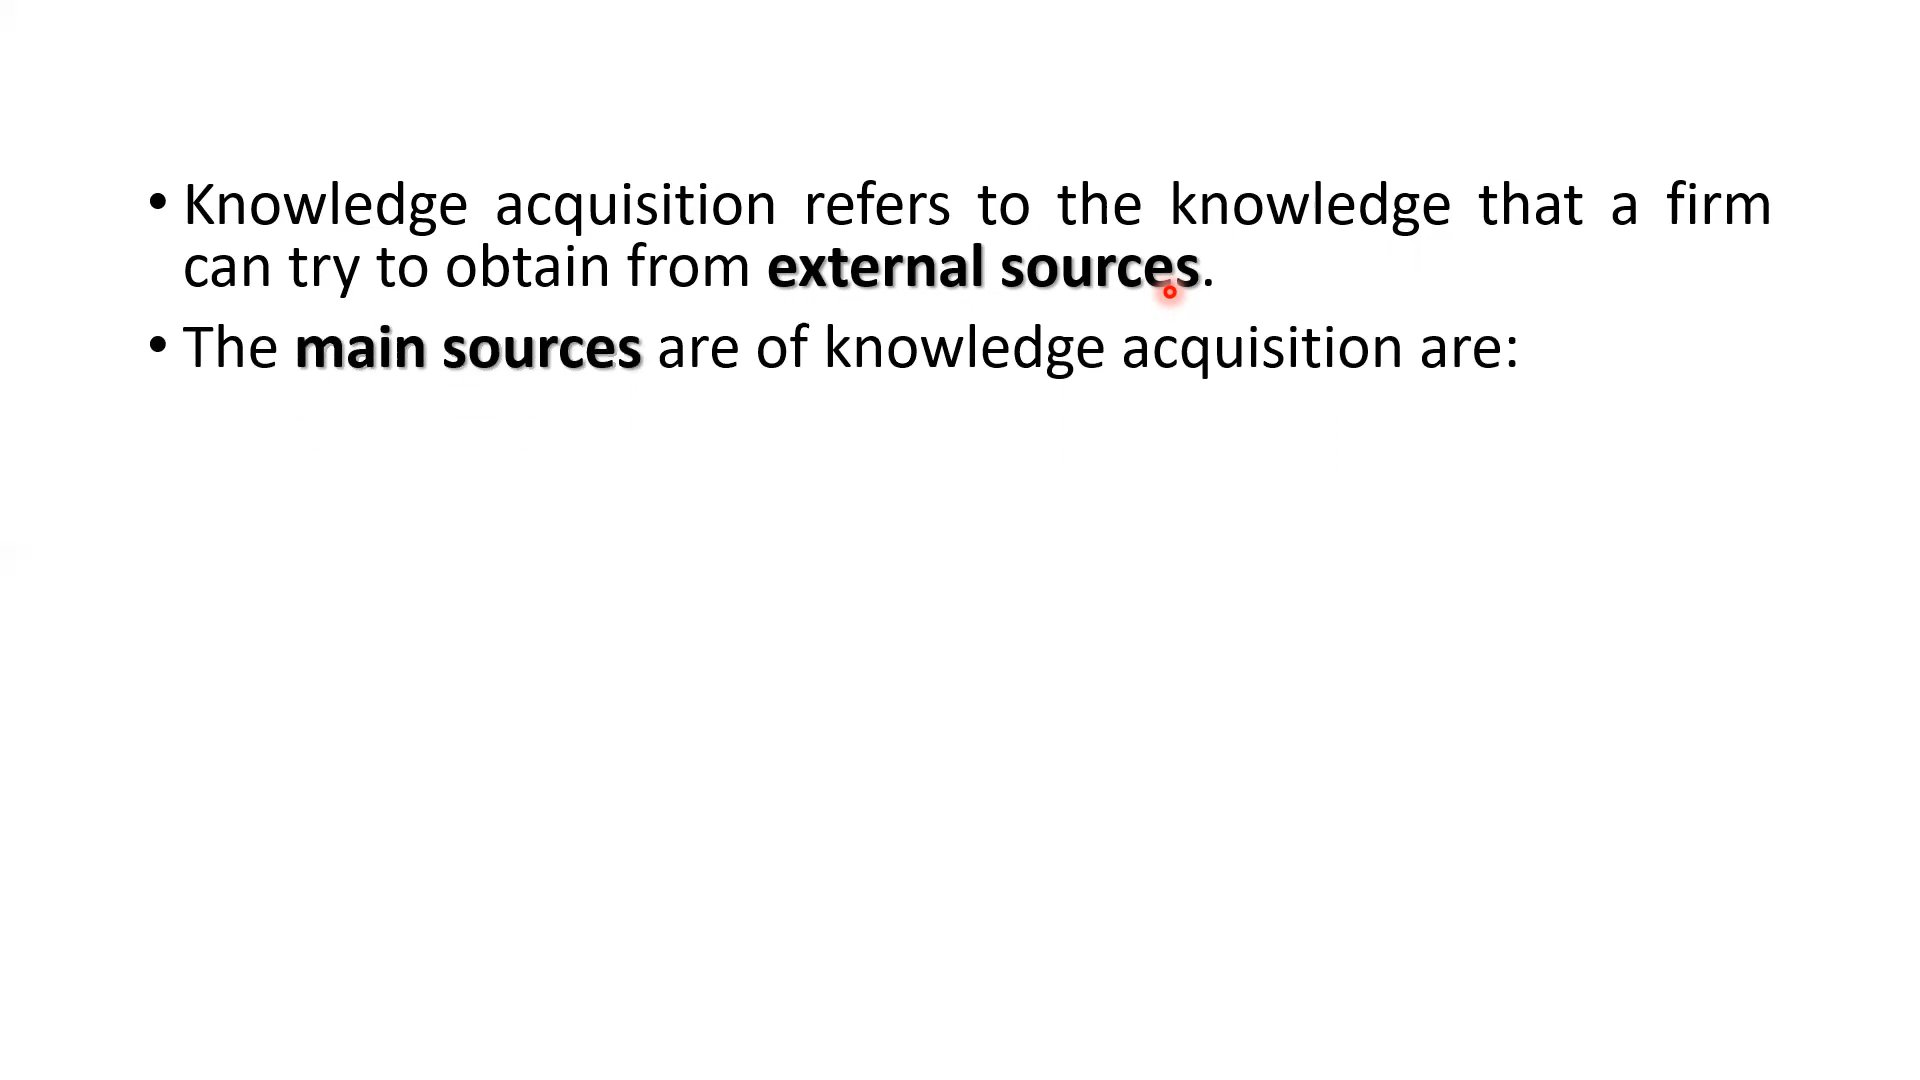 • Knowledge acquisition refers to the knowledge that a firm
can try to obtain from external sources.
• The main sources are of knowledge acquisition are: